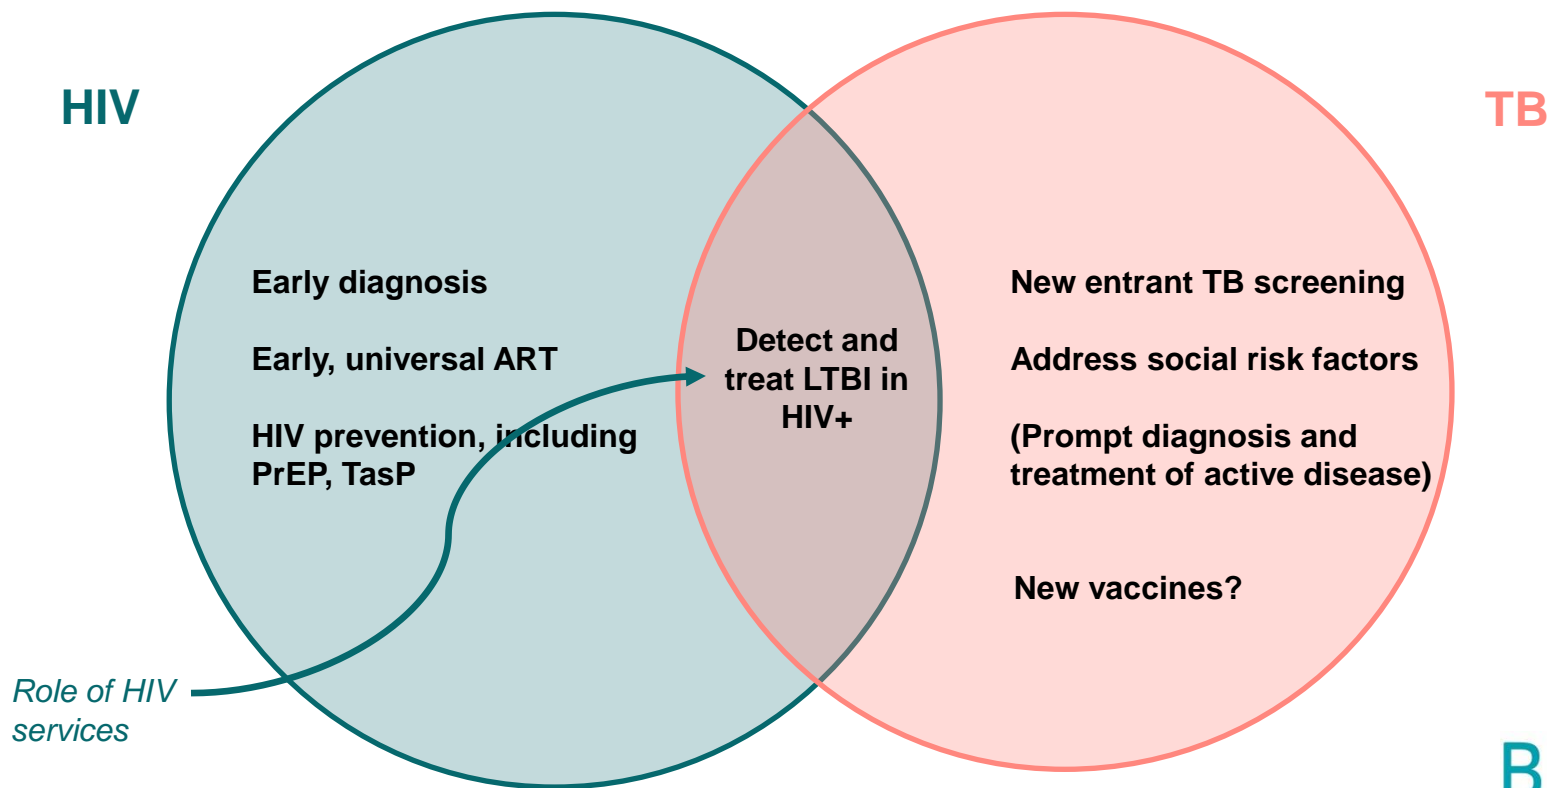 HIV
TB
Early diagnosis
Early, universal ART
HIV prevention, including
PrEP, TasP
Detect and
treat LTBI in
HIV+
New entrant TB screening
Address social risk factors
(Prompt diagnosis and
treatment of active disease)
New vaccines?
Role of HIV
services
B